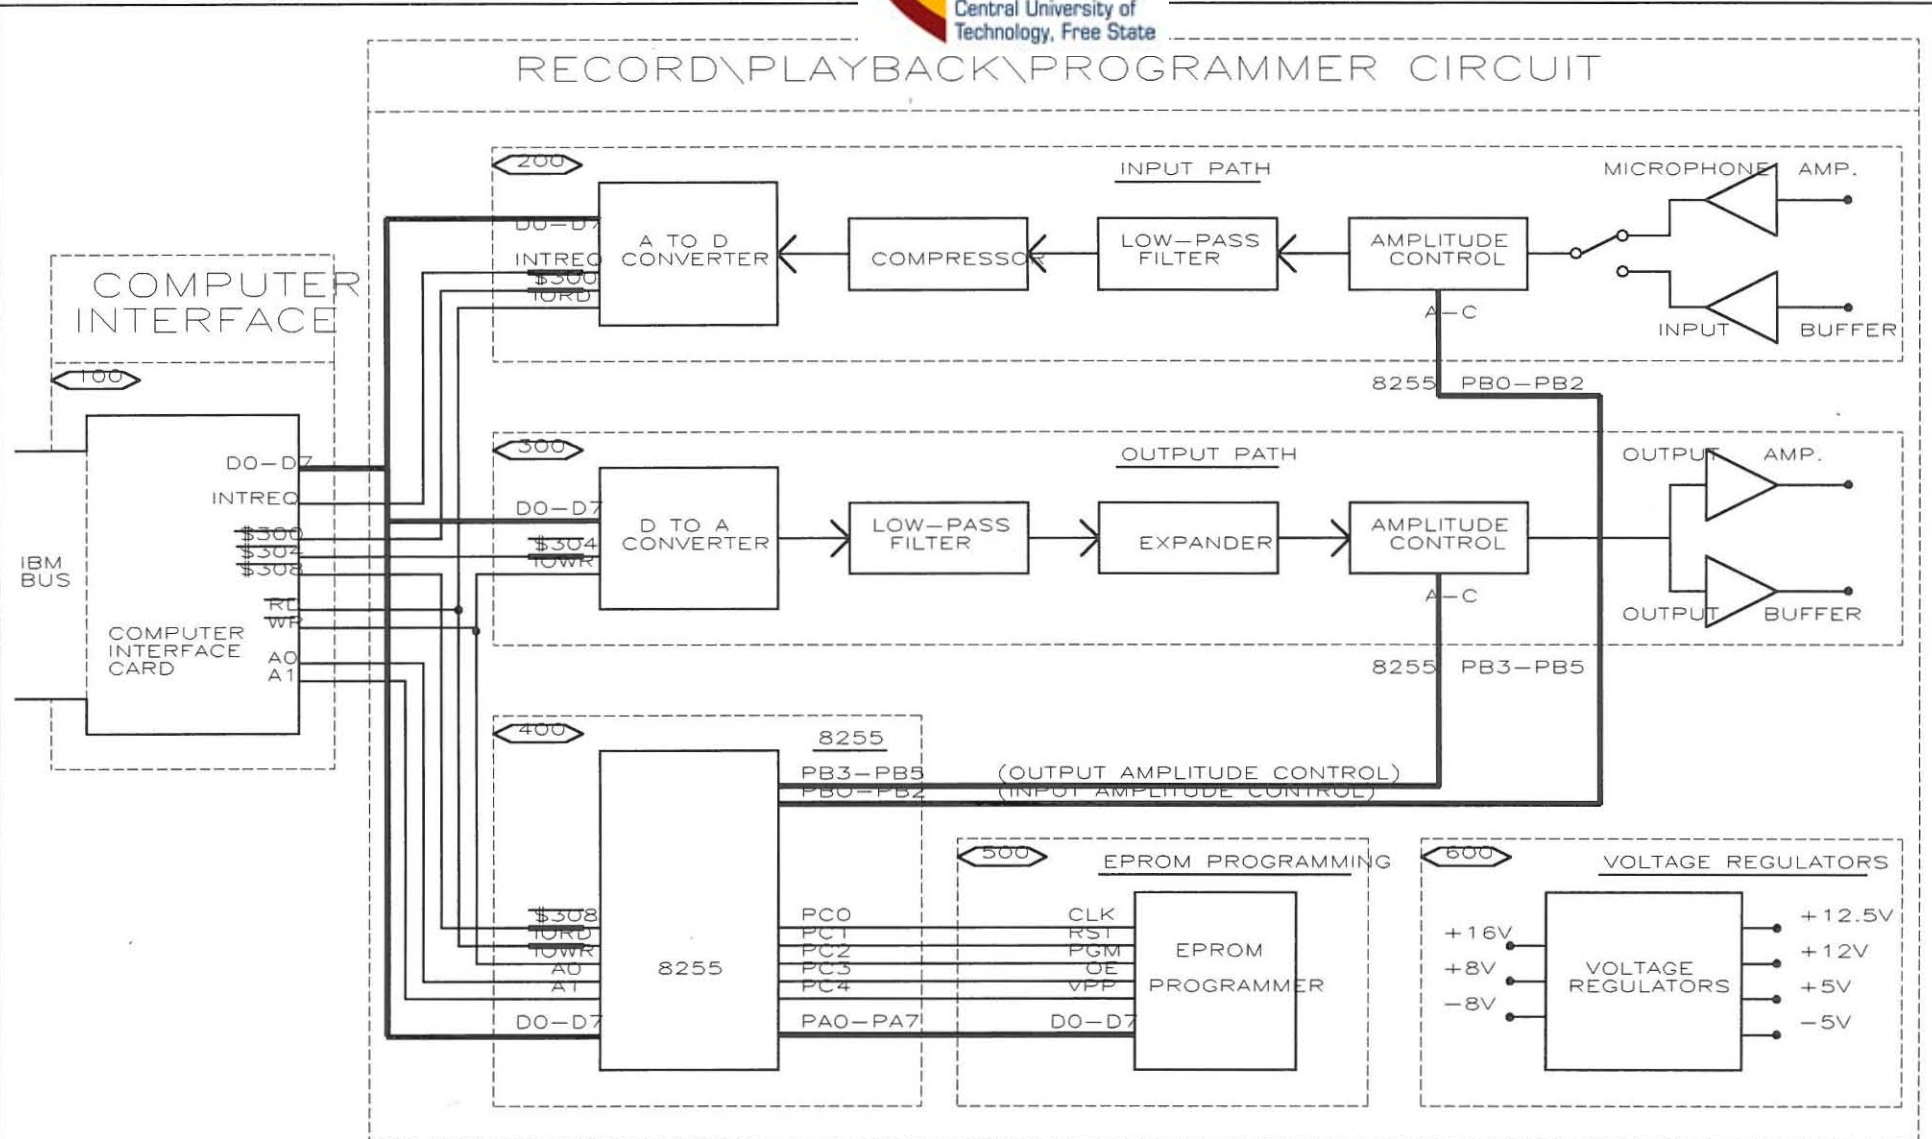 Central University of
Technology, Free State
RECORD\PLAYBACK\PROGRAMMER CIRCUIT
200
INPUT PATH
MICROPHONE AMP.
D0-D7
INTREQ
$300
IORD
A TO D
CONVERTER
COMPRESSOR
LOW-PASS
FILTER
AMPLITUDE
CONTROL
A-C
INPUT BUFFER
8255 PB0-PB2
COMPUTER
INTERFACE
100
D0-D7
INTREQ
$300
$304
$308
RD
WR
A0
A1
IBM
BUS
COMPUTER
INTERFACE
CARD
300
OUTPUT PATH
OUTPUT AMP.
D0-D7
$304
IOWR
D TO A
CONVERTER
LOW-PASS
FILTER
EXPANDER
AMPLITUDE
CONTROL
A-C
OUTPUT BUFFER
8255 PB3-PB5
400
8255
PB3-PB5 (OUTPUT AMPLITUDE CONTROL)
PB0-PB2 (INPUT AMPLITUDE CONTROL)
$308
IORD
IOWR
A0
A1
D0-D7
8255
PC0
PC1
PC2
PC3
PC4
PA0-PA7
500
EPROM PROGRAMMING
CLK
RST
PGM
OE
VPP
D0-D7
EPROM
PROGRAMMER
600
VOLTAGE REGULATORS
+16V
+8V
-8V
VOLTAGE
REGULATORS
+12.5V
+12V
+5V
-5V